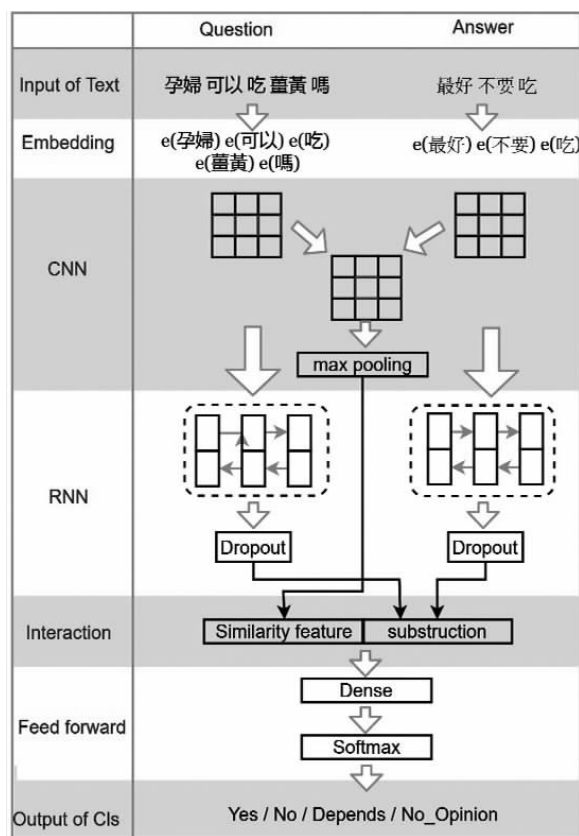 Question Answer
Input of Text 孕婦 可以 吃 薑黃 嗎 最好 不要 吃
Embedding e(孕婦) e(可以) e(吃) e(最好) e(不要) e(吃)
e(薑黃) e(嗎)
CNN
max pooling
RNN
Dropout Dropout
Interaction Similarity feature substruction
Dense
Feed forward
Softmax
Output of Cls Yes / No / Depends / No_Opinion